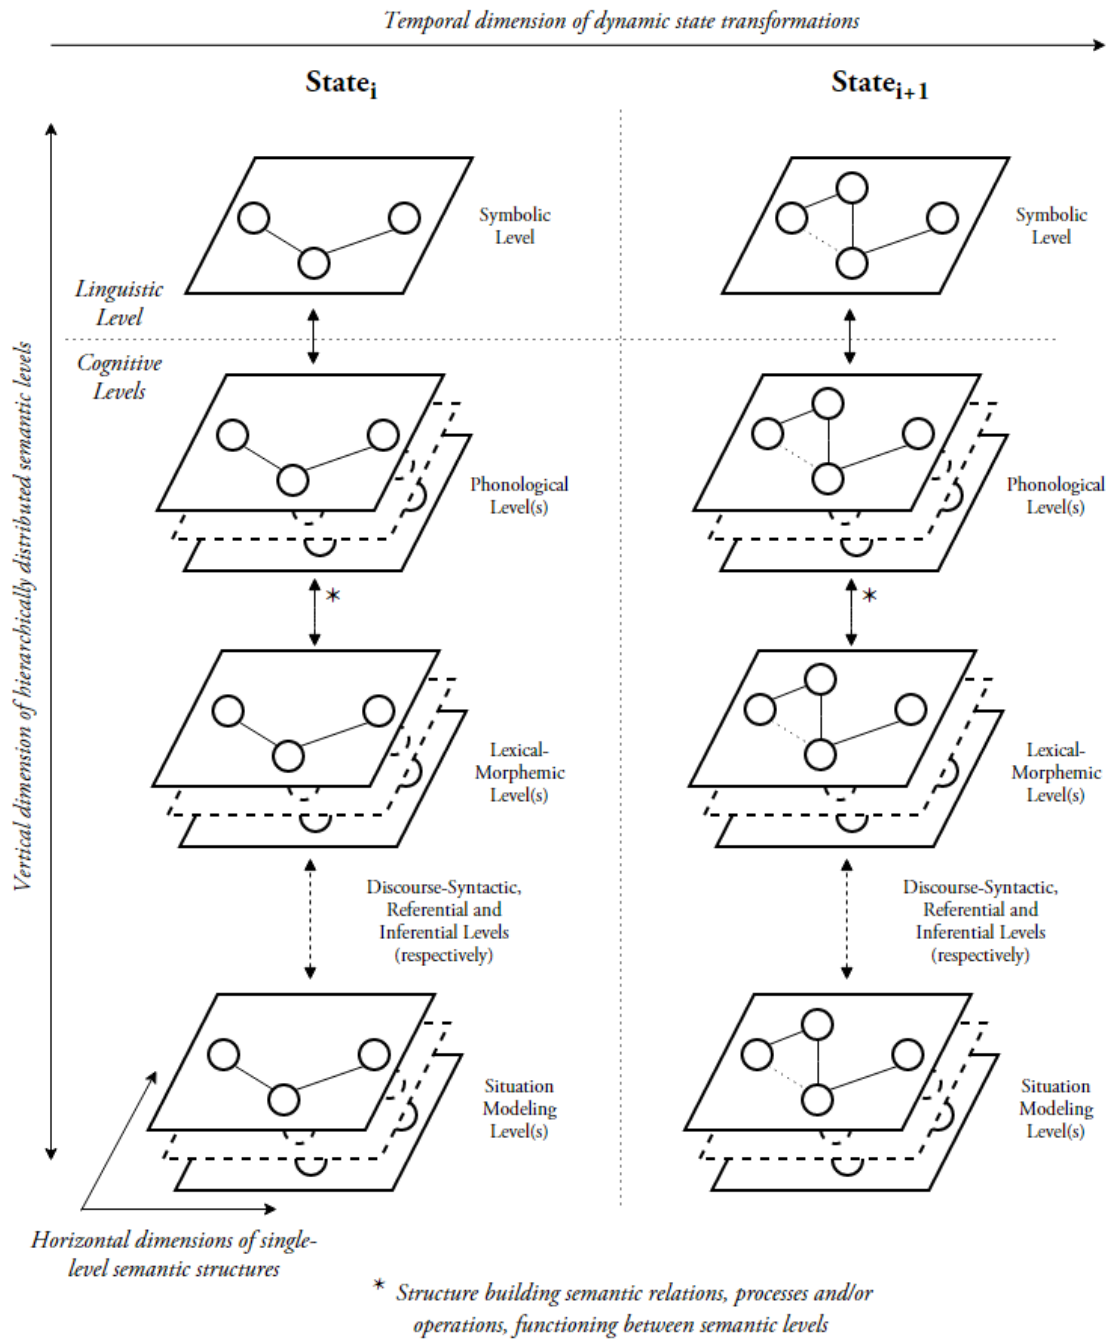 Temporal dimension of dynamic state transformations
State_i
State_{i+1}
Symbolic
Level
Symbolic
Level
Linguistic
Level
Cognitive
Levels
Vertical dimension of hierarchically distributed semantic levels
Phonological
Level(s)
Phonological
Level(s)
*
*
Lexical-
Morphemic
Level(s)
Lexical-
Morphemic
Level(s)
Discourse-Syntactic,
Referential and
Inferential Levels
(respectively)
Discourse-Syntactic,
Referential and
Inferential Levels
(respectively)
Situation
Modeling
Level(s)
Situation
Modeling
Level(s)
Horizontal dimensions of single-
level semantic structures
* Structure building semantic relations, processes and/or
operations, functioning between semantic levels